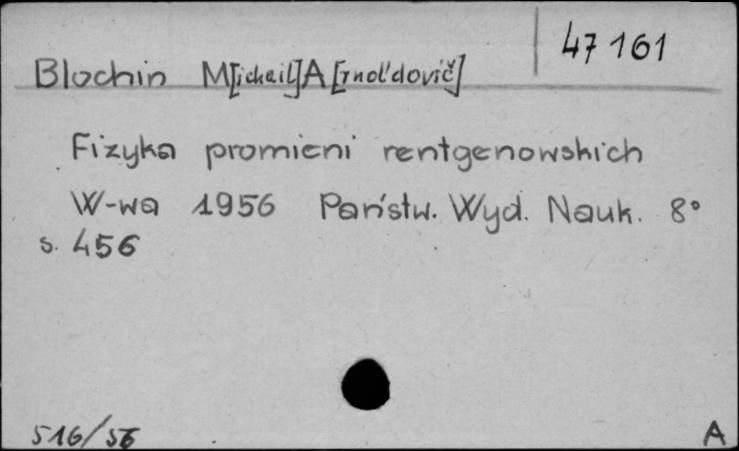 47 161
Blochin M[ichail] A [rnol'dovič]
Fizyka promieni rentgenowskich
W-wa 1956 Państw. Wyd. Nauk. 8°
s. 456
516/56
A